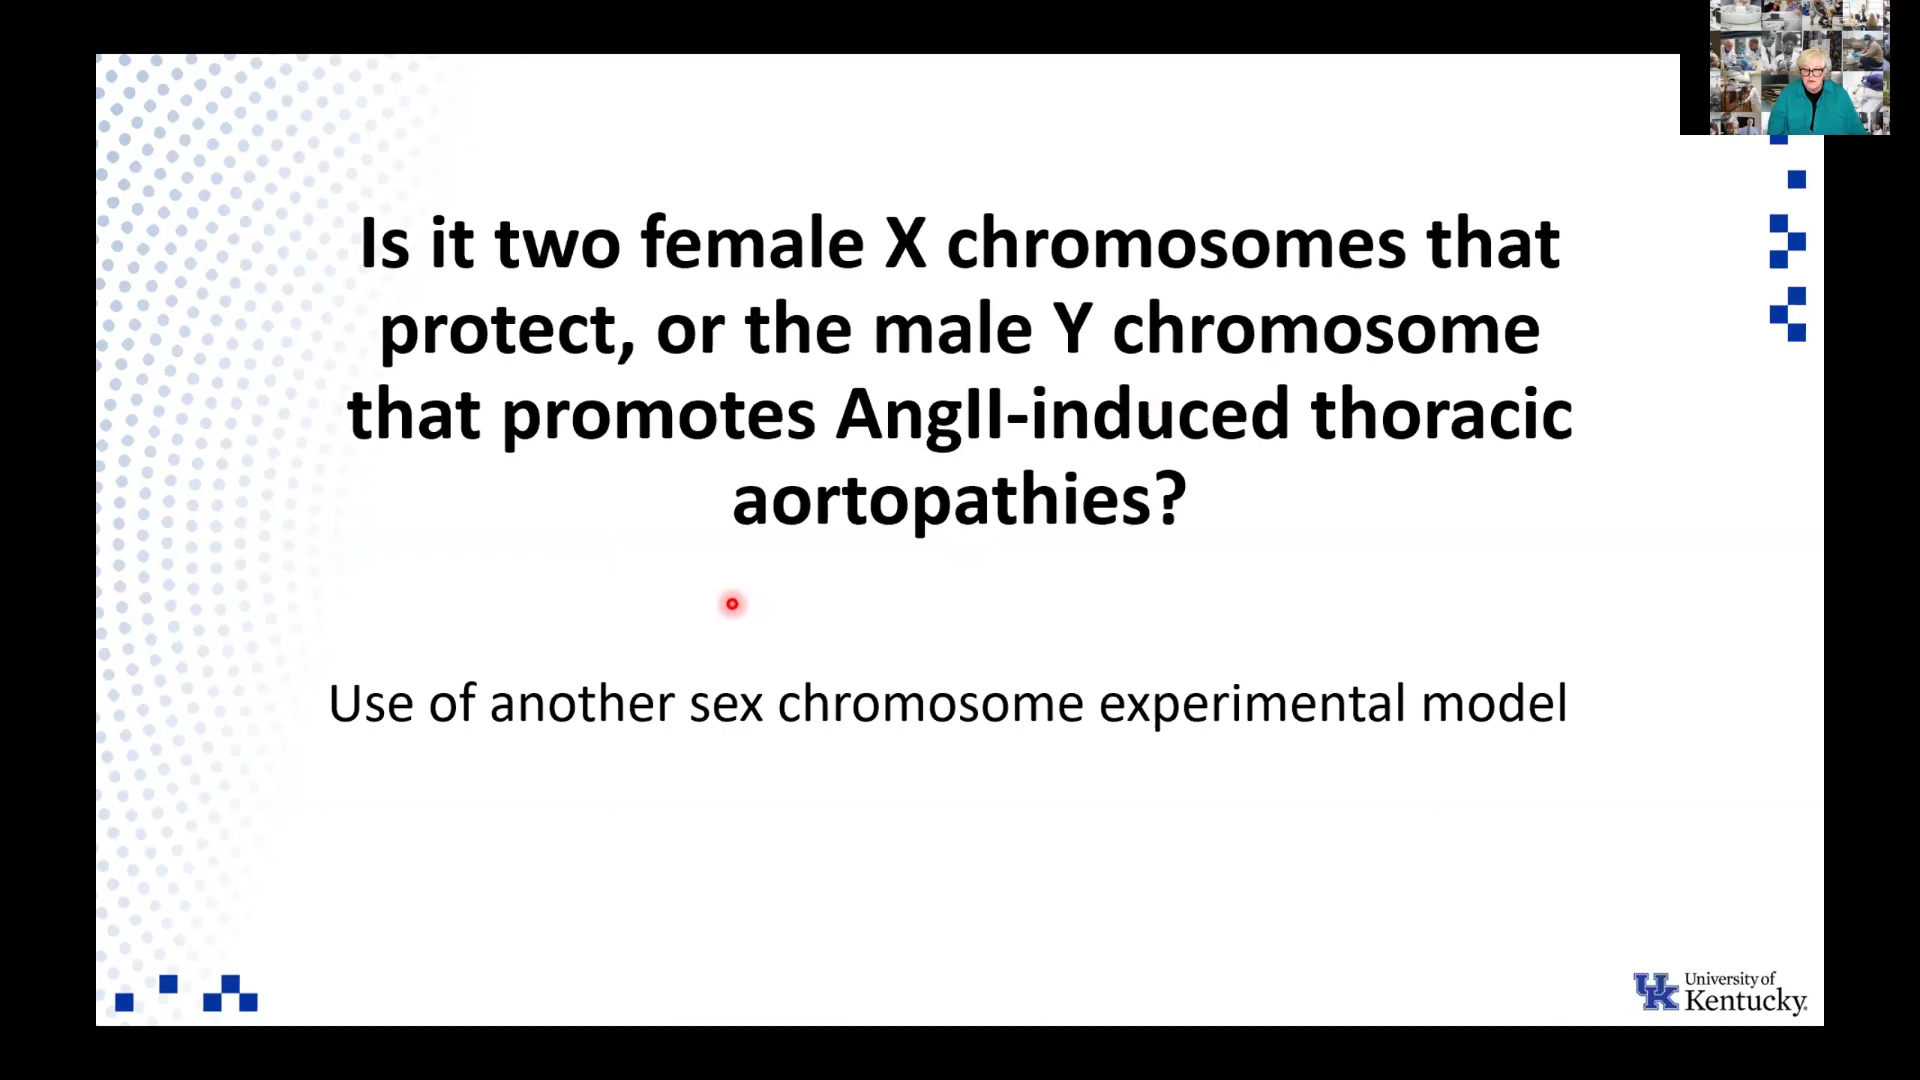 Is it two female X chromosomes that
protect, or the male Y chromosome
that promotes AngII-induced thoracic
aortopathies?
Use of another sex chromosome experimental model
UK
University of
Kentucky.